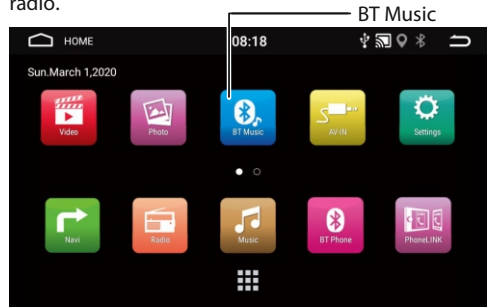 radio.
BT Music
HOME 08:18
Sun.March 1,2020
Video Photo BT Music AV-IN Settings
Navi Radio Music BT Phone PhoneLINK